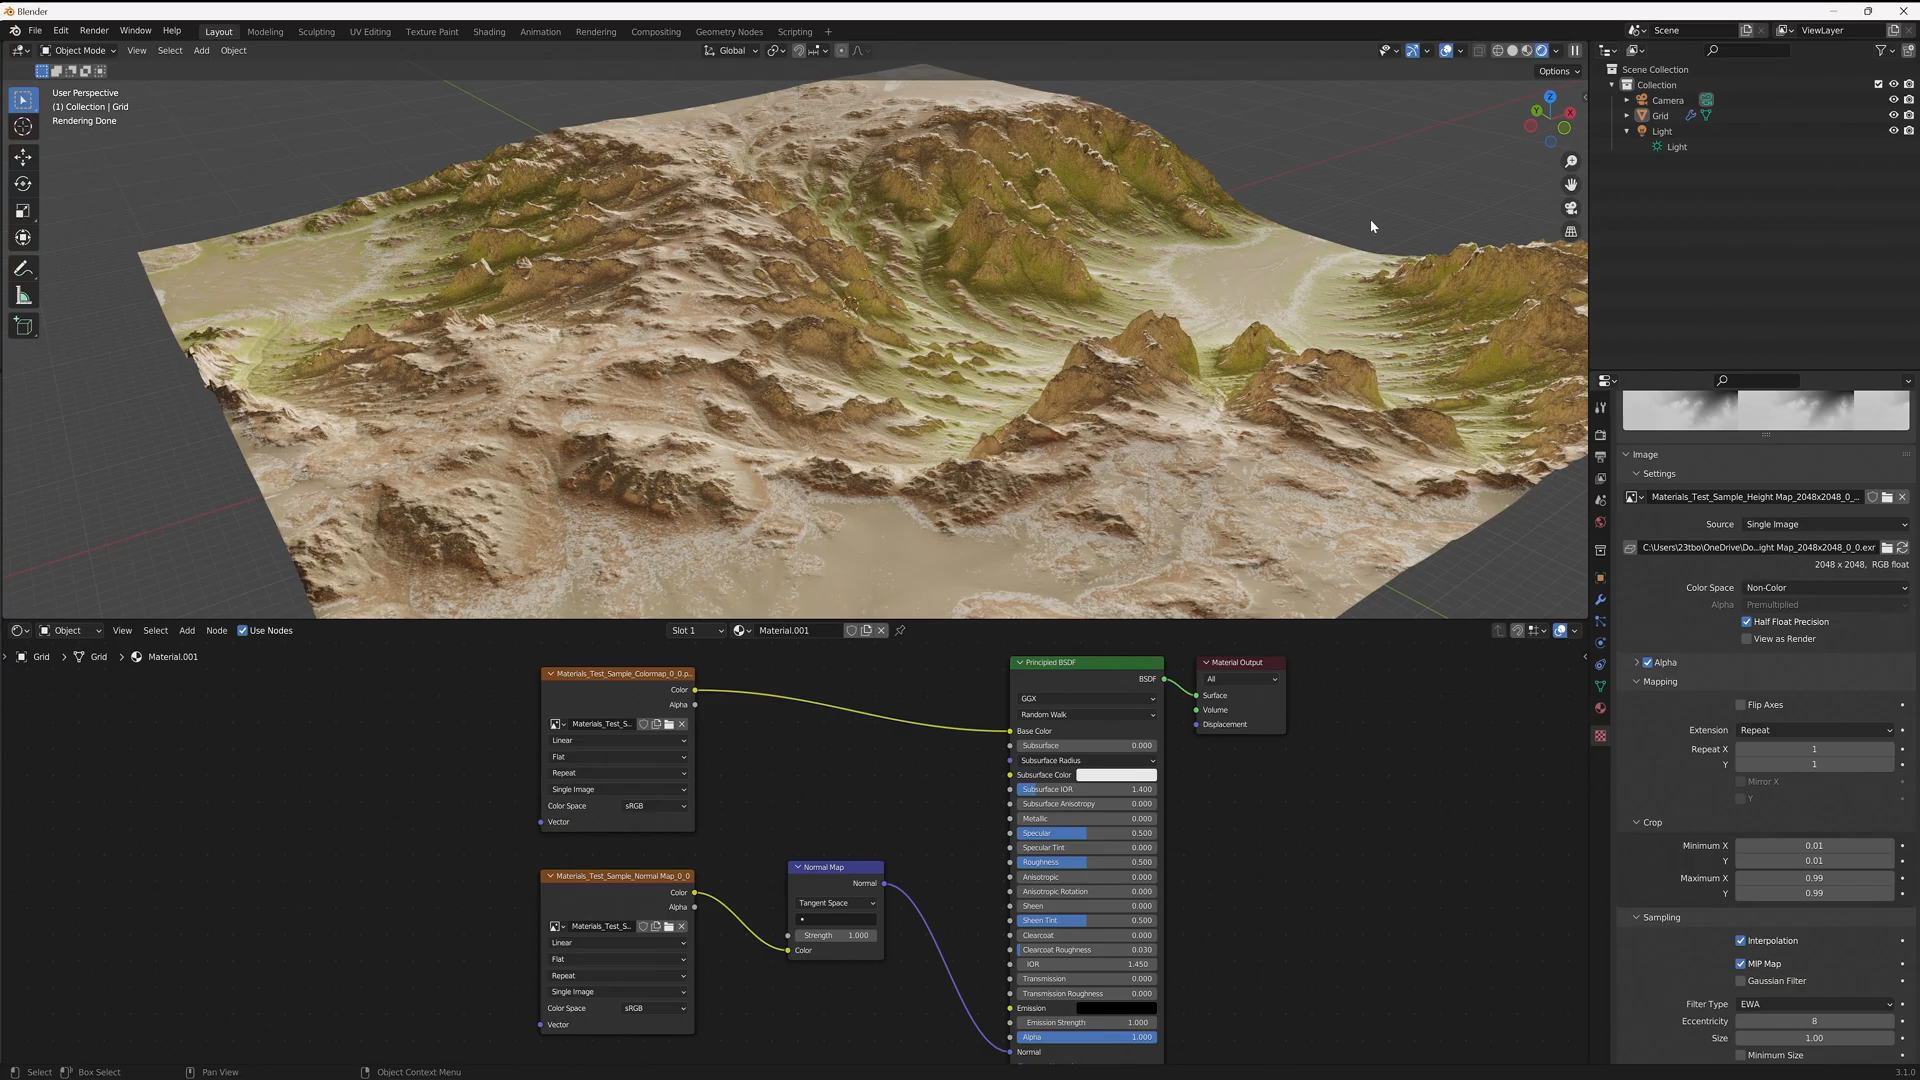 Blender
File Edit Render Window Help Layout Modeling Sculpting UV Editing Texture Paint Shading Animation Rendering Compositing Geometry Nodes Scripting + Scene ViewLayer
Object Mode View Select Add Object Global
Options
User Perspective
(1) Collection | Grid
Rendering Done
Z
Y
X
Scene Collection
Collection
Camera
Grid
Light
Light
Image
Settings
Materials_Test_Sample_Height Map_2048x2048_0_...
Source Single Image
C:\Users\23tbo\OneDrive\Do...ight Map_2048x2048_0_0.exr
2048 x 2048, RGB float
Color Space Non-Color
Alpha Premultiplied
Half Float Precision
View as Render
Alpha
Mapping
Flip Axes
Extension Repeat
Repeat X 1
Y 1
Mirror X
Y
Crop
Minimum X 0.01
Y 0.01
Maximum X 0.99
Y 0.99
Sampling
Interpolation
MIP Map
Gaussian Filter
Filter Type EWA
Eccentricity 8
Size 1.00
Minimum Size
Object View Select Add Node Use Nodes Slot 1 Material.001
Grid Grid Material.001
Materials_Test_Sample_Colormap_0_0.p...
Color
Alpha
Materials_Test_S...
Linear
Flat
Repeat
Single Image
Color Space sRGB
Vector
Materials_Test_Sample_Normal Map_0_0
Color
Alpha
Materials_Test_S...
Linear
Flat
Repeat
Single Image
Color Space sRGB
Vector
Normal Map
Normal
Tangent Space
Strength 1.000
Color
Principled BSDF
BSDF
GGX
Random Walk
Base Color
Subsurface 0.000
Subsurface Radius
Subsurface Color
Subsurface IOR 1.400
Subsurface Anisotropy 0.000
Metallic 0.000
Specular 0.500
Specular Tint 0.000
Roughness 0.500
Anisotropic 0.000
Anisotropic Rotation 0.000
Sheen 0.000
Sheen Tint 0.500
Clearcoat 0.000
Clearcoat Roughness 0.030
IOR 1.450
Transmission 0.000
Transmission Roughness 0.000
Emission
Emission Strength 1.000
Alpha 1.000
Normal
Material Output
All
Surface
Volume
Displacement
Select Box Select Pan View Object Context Menu 3.1.0